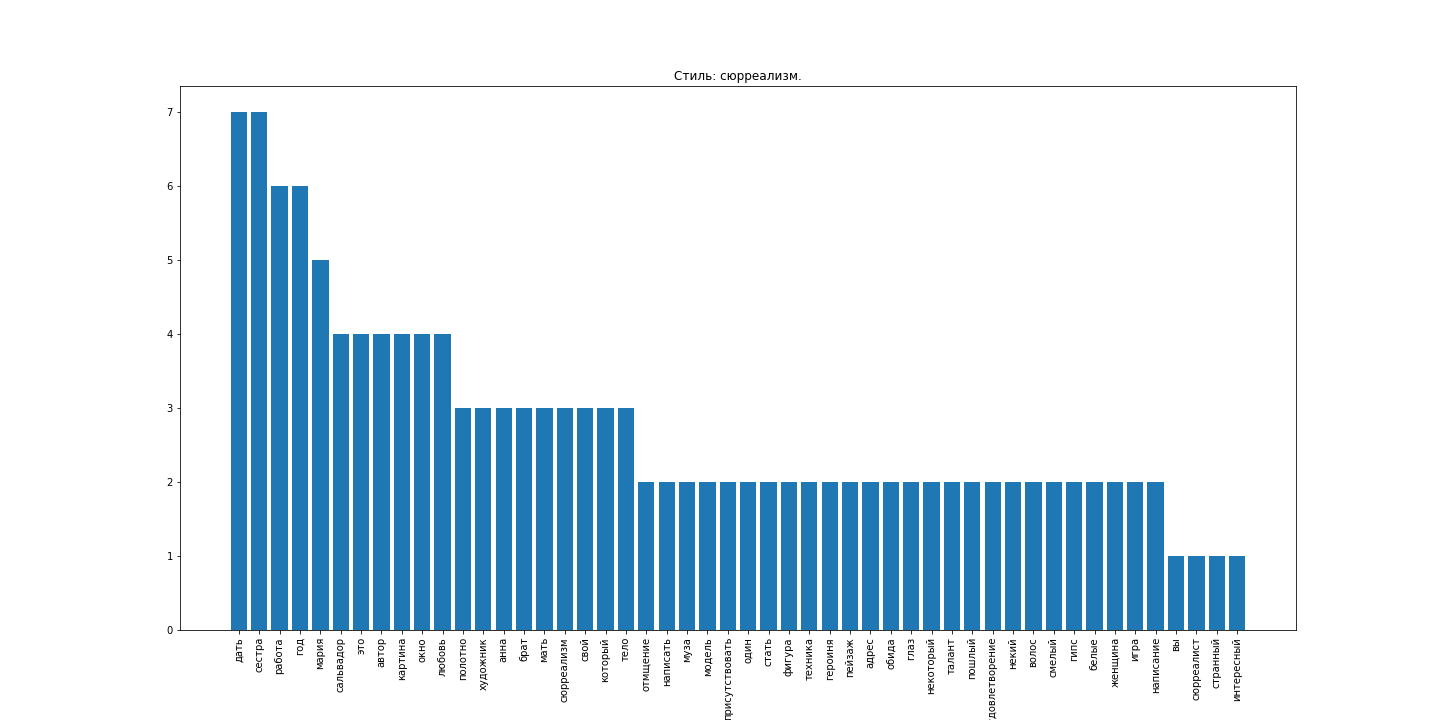 Стиль: сюрреализм.
7
6
5
4
3
2
1
0
дать
сестра
работа
год
мария
сальвадор
это
автор
картина
окно
любовь
полотно
художник
анна
брат
мать
сюрреализм
свой
который
тело
отмщение
написать
муза
модель
присутствовать
один
стать
фигура
техника
героиня
пейзаж
адрес
обида
глаз
некоторый
талант
пошлый
довлетворение
некий
волос
смелый
гипс
белые
женщина
игра
написание
вы
сюрреалист
странный
интересный